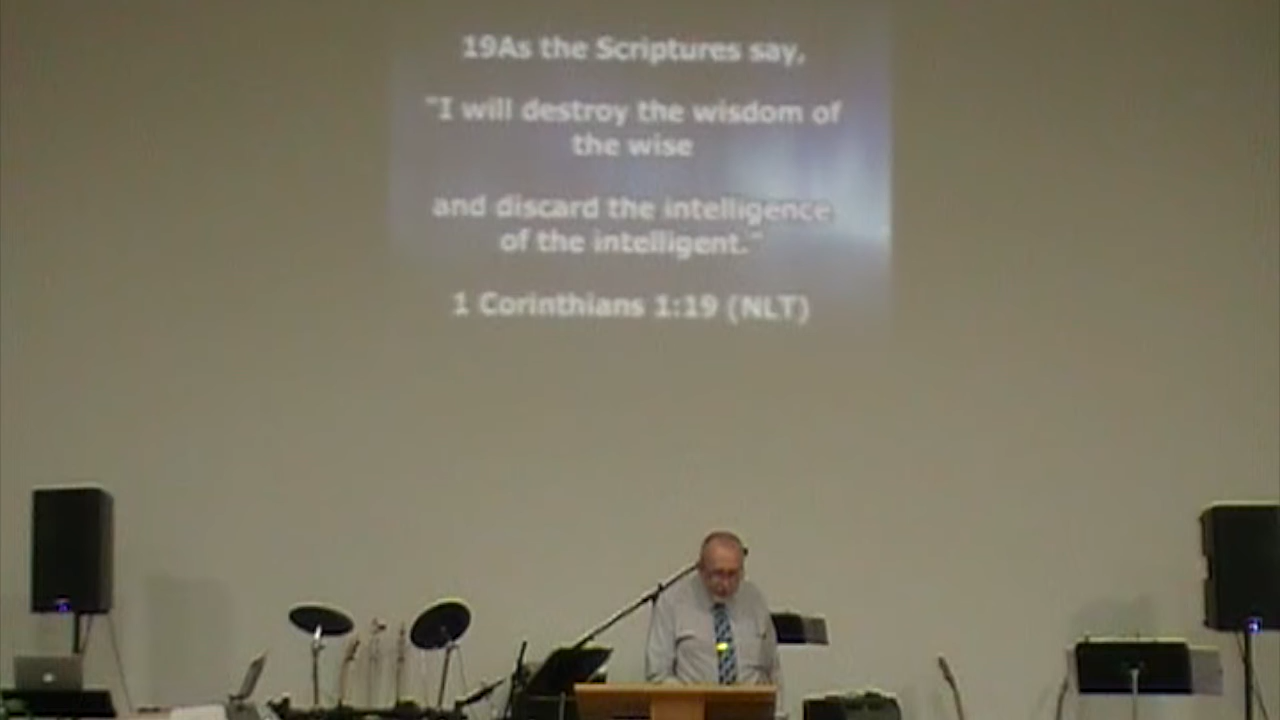 19As the Scriptures say,
"I will destroy the wisdom of
the wise
and discard the intelligence
of the intelligent."
1 Corinthians 1:19 (NLT)